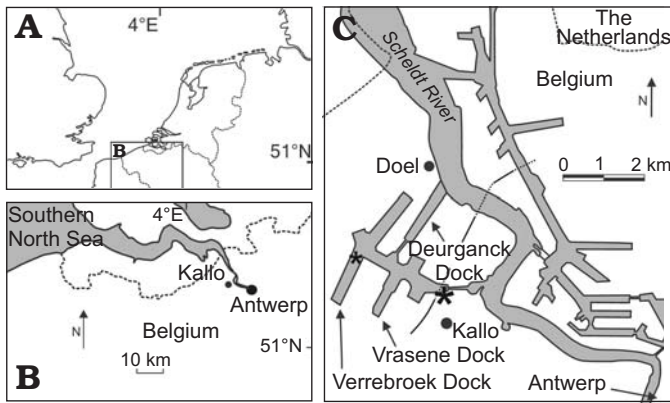 A
4°E
B
51°N
Southern
North Sea
4°E
Kallo
Antwerp
N
Belgium
10 km
51°N
B
C
The
Netherlands
Scheldt River
Belgium
N
Doel
0 1 2 km
Deurganck
Dock
Kallo
Vrasene Dock
Verrebroek Dock
Antwerp